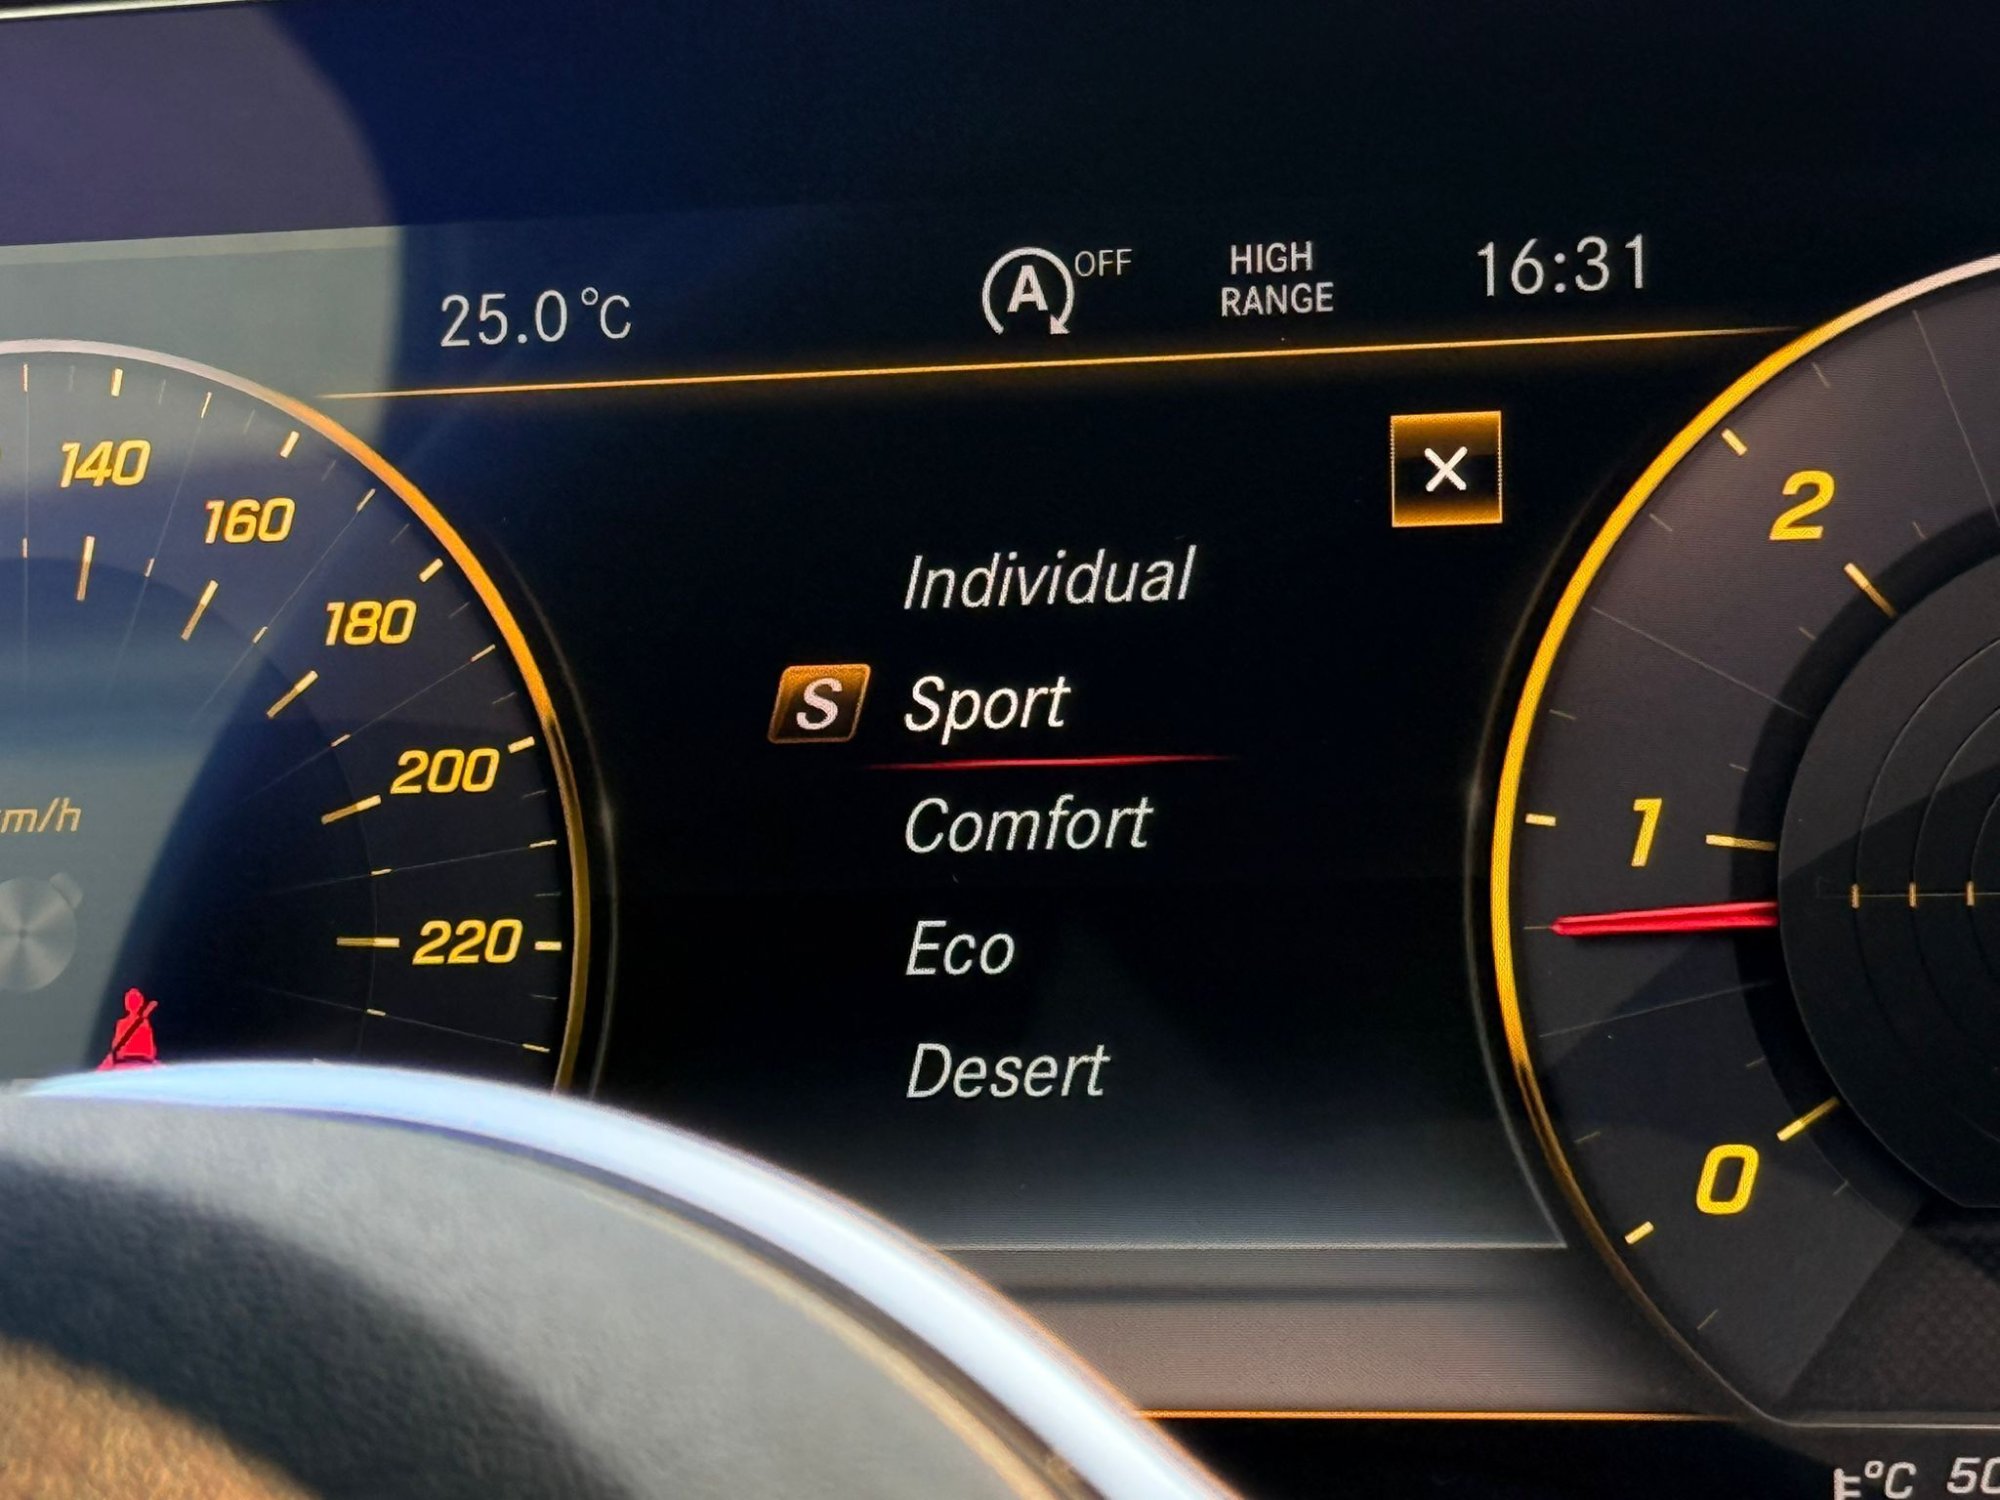 25.0 °C
A OFF
HIGH
RANGE
16:31
140
160
180
200
220
Individual
S Sport
Comfort
Eco
Desert
2
1
0
°C 50